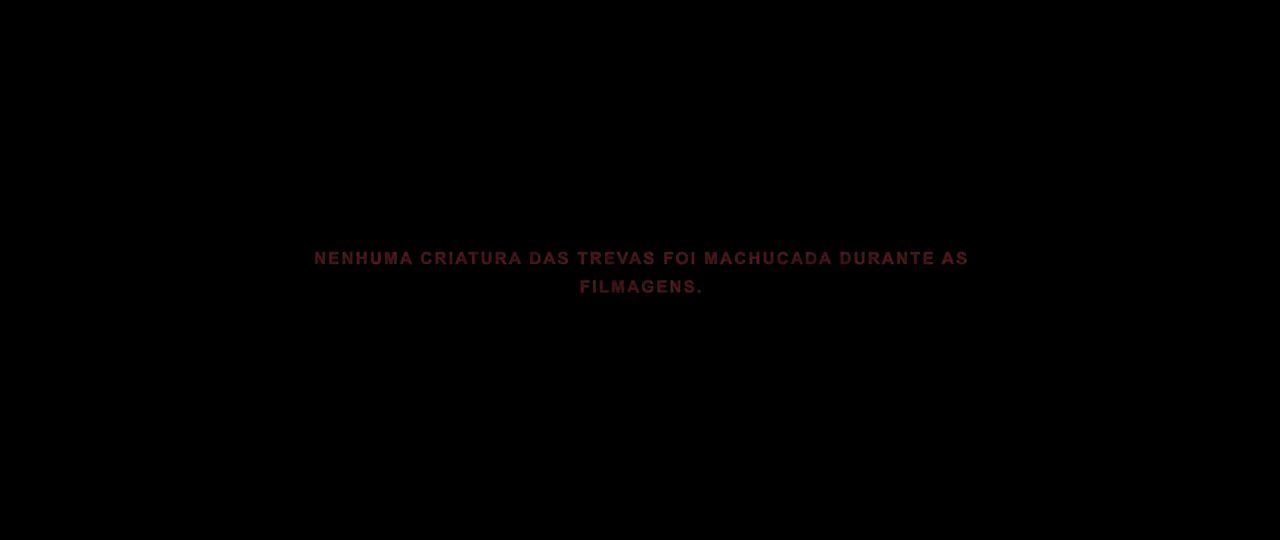 NENHUMA CRIATURA DAS TREVAS FOI MACHUCADA DURANTE AS
FILMAGENS.